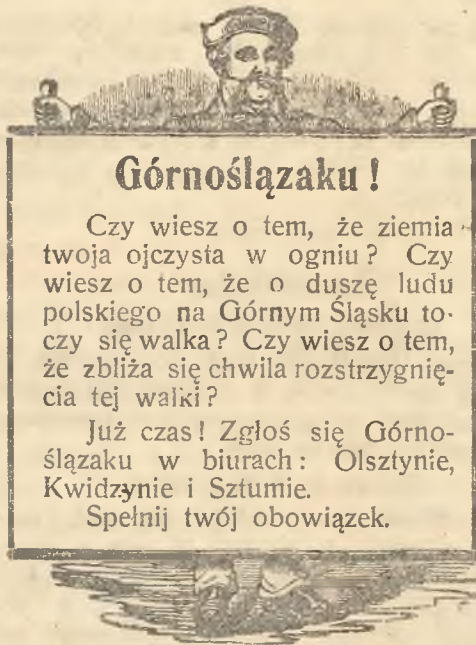 Górnoślązaku!
Czy wiesz o tem, że ziemia
twoja ojczysta w ogniu? Czy
wiesz o tem, że o duszę ludu
polskiego na Górnym Śląsku to-
czy się walka? Czy wiesz o tem,
że zbliża się chwila rozstrzygnię-
cia tej walki?
Już czas! Zgłoś się Górno-
ślązaku w biurach: Olsztynie,
Kwidzynie i Sztumie.
Spełnij twój obowiązek.